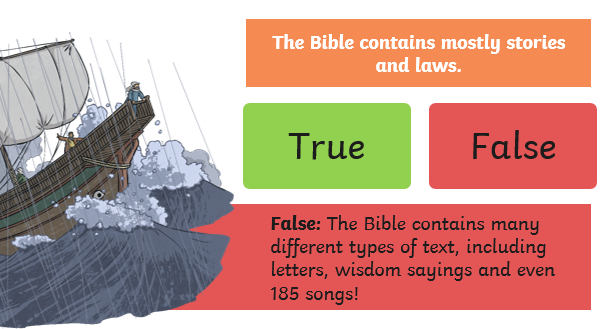 The Bible contains mostly stories
and laws.
True
False
False: The Bible contains many
different types of text, including
letters, wisdom sayings and even
185 songs!